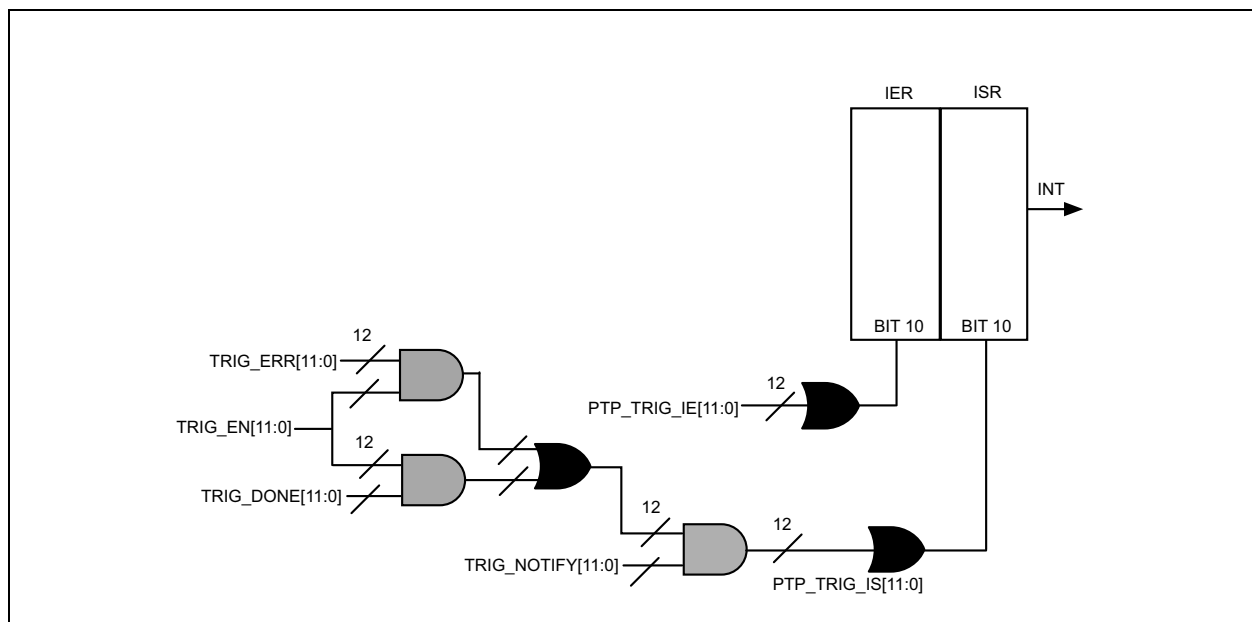 IER ISR
INT
BIT 10 BIT 10
12
TRIG_ERR[11:0]
12
PTP_TRIG_IE[11:0]
TRIG_EN[11:0]
12
TRIG_DONE[11:0]
12
12
TRIG_NOTIFY[11:0]
PTP_TRIG_IS[11:0]